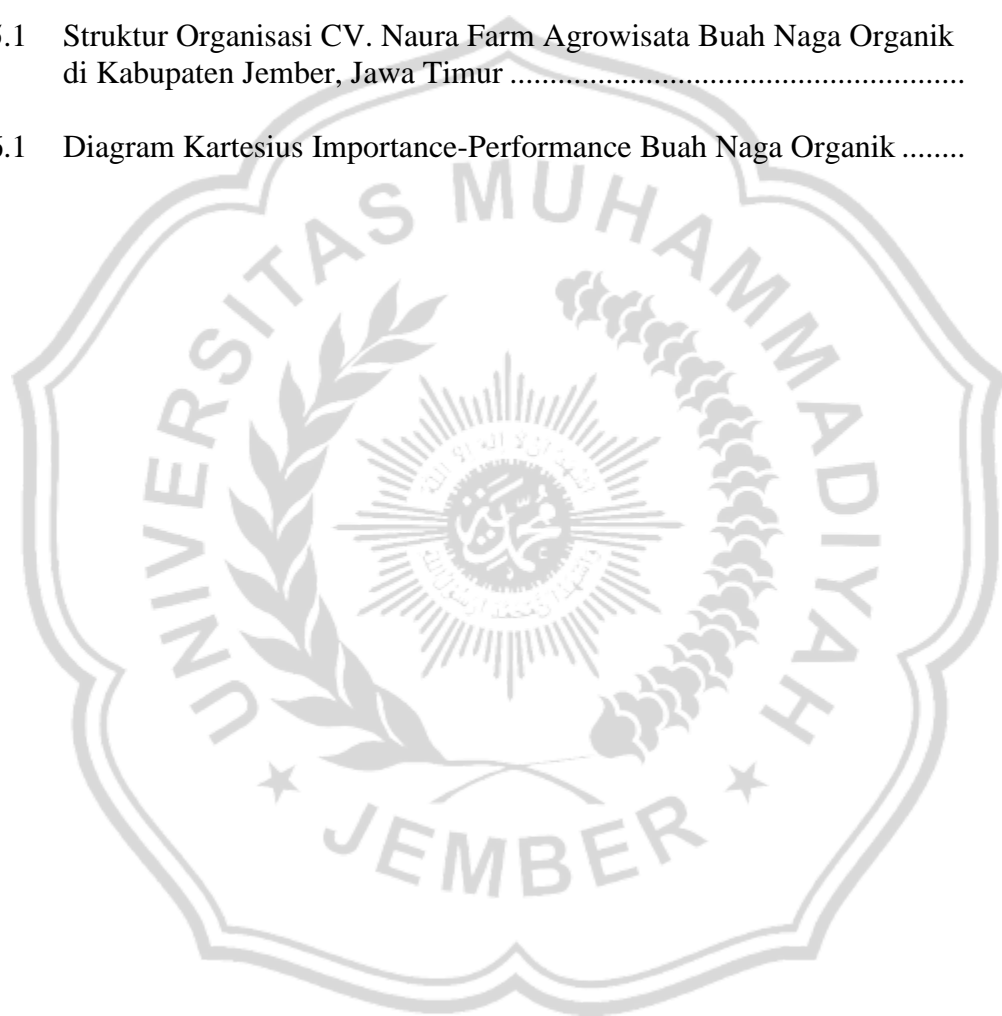 5.1 Struktur Organisasi CV. Naura Farm Agrowisata Buah Naga Organik
di Kabupaten Jember, Jawa Timur ..........................................................
6.1 Diagram Kartesius Importance-Performance Buah Naga Organik ........
UNIVERSITAS MUHAMMADIYAH
JEMBER